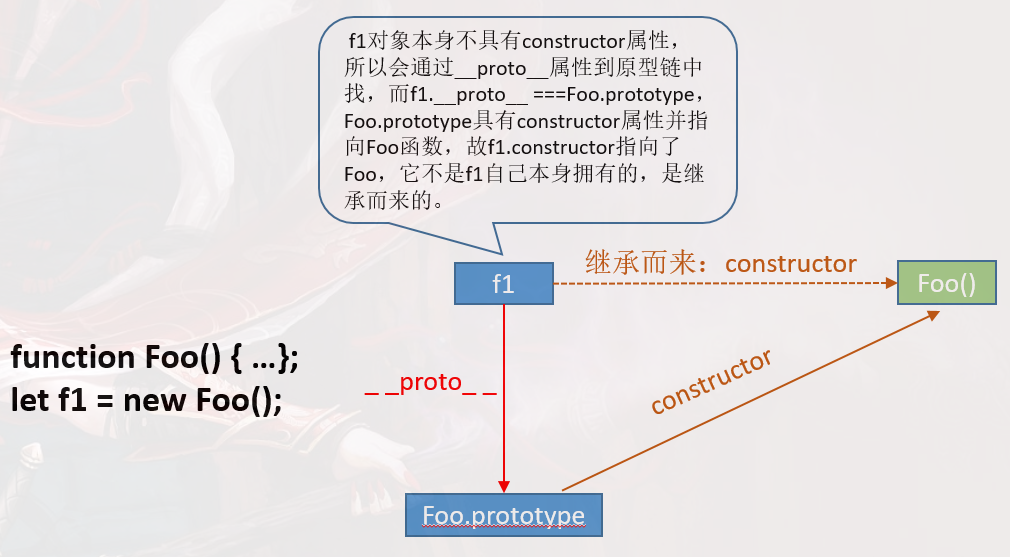 f1对象本身不具有constructor属性，
所以会通过__proto__属性到原型链中
找，而f1.__proto__ ===Foo.prototype，
Foo.prototype具有constructor属性并指
向Foo函数，故f1.constructor指向了
Foo，它不是f1自己本身拥有的，是继
承而来的。
f1
继承而来：constructor
Foo()
function Foo() { …};
let f1 = new Foo();
_ _proto_ _
constructor
Foo.prototype